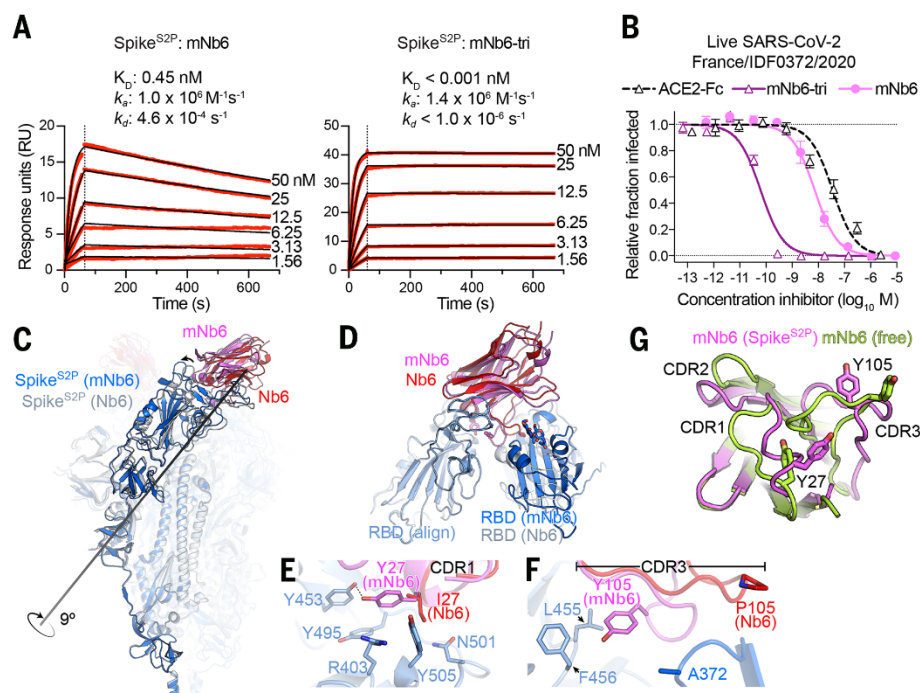 A
Spike^S2P: mNb6
K_D: 0.45 nM
k_a: 1.0 x 10^6 M^-1s^-1
k_d: 4.6 x 10^-4 s^-1
Response units (RU)
20
15
10
5
0
0 200 400 600
Time (s)
50 nM
25
12.5
6.25
3.13
1.56
Spike^S2P: mNb6-tri
K_D < 0.001 nM
k_a: 1.4 x 10^6 M^-1s^-1
k_d < 1.0 x 10^-6 s^-1
50
40
30
20
10
0
0 200 400 600
Time (s)
50 nM
25
12.5
6.25
3.13
1.56
B
Live SARS-CoV-2
France/IDF0372/2020
ACE2-Fc mNb6-tri mNb6
Relative fraction infected
1.0
0.8
0.6
0.4
0.2
0.0
-13 -12 -11 -10 -9 -8 -7 -6 -5
Concentration inhibitor (log_10 M)
C
mNb6
Spike^S2P (mNb6)
Spike^S2P (Nb6)
Nb6
9º
D
mNb6
Nb6
RBD (align)
RBD (mNb6)
RBD (Nb6)
E
CDR1
Y27
(mNb6)
Y453
I27
(Nb6)
Y495
N501
R403
Y505
F
CDR3
Y105
(mNb6)
L455
P105
(Nb6)
F456
A372
G
mNb6 (Spike^S2P) mNb6 (free)
Y105
CDR2
CDR1
CDR3
Y27